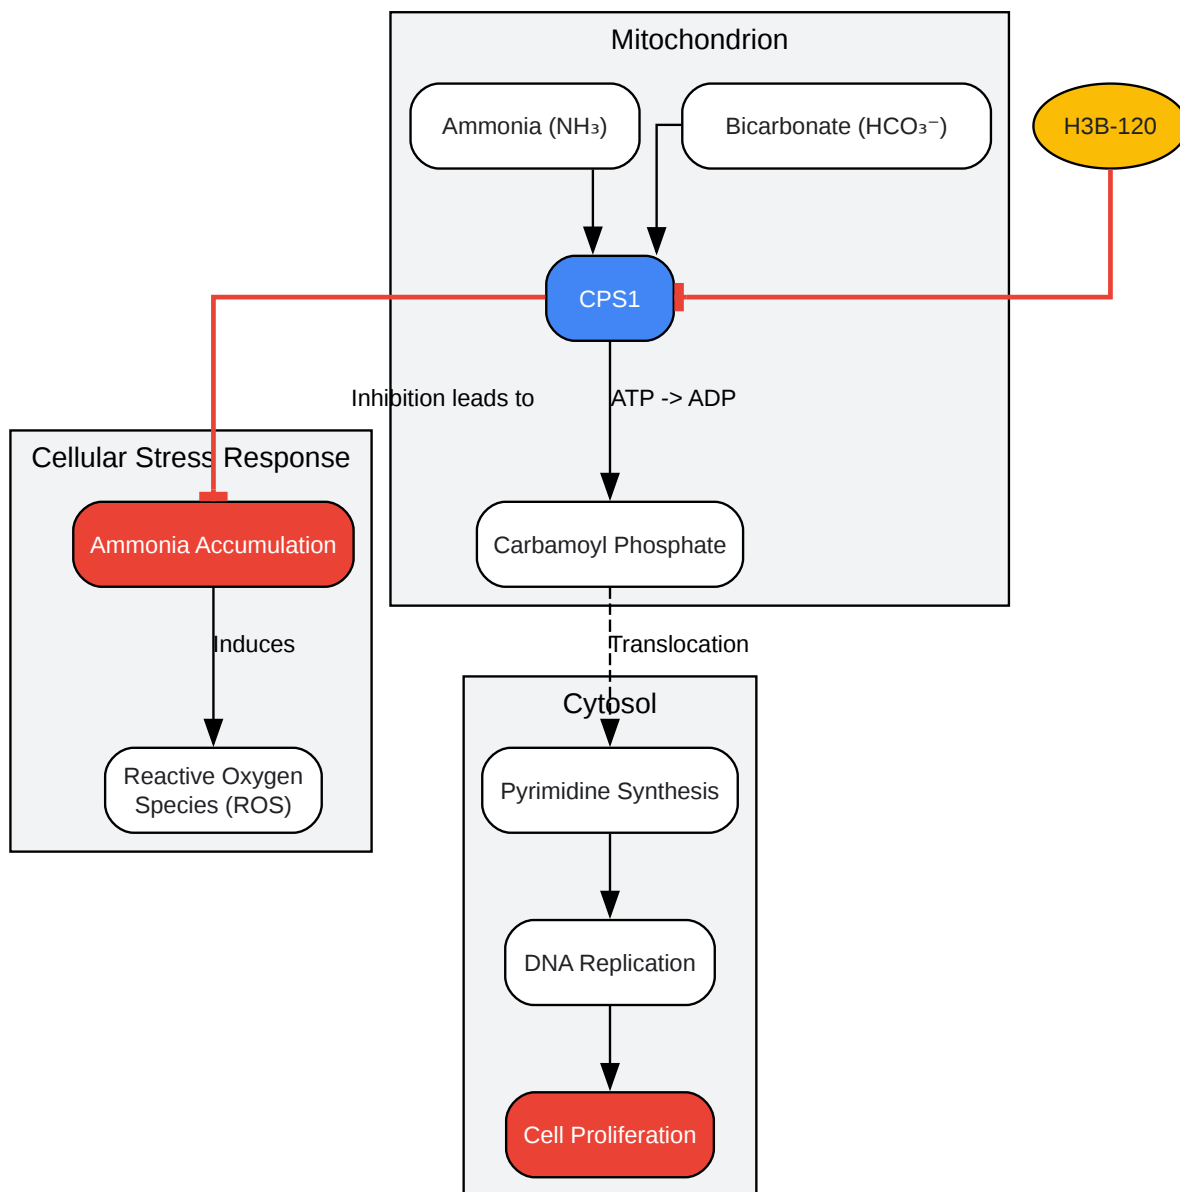 Mitochondrion
Ammonia (NH₃)
Bicarbonate (HCO₃⁻)
H3B-120
CPS1
Inhibition leads to
ATP -> ADP
Cellular Stress Response
Ammonia Accumulation
Carbamoyl Phosphate
Induces
Translocation
Cytosol
Reactive Oxygen
Species (ROS)
Pyrimidine Synthesis
DNA Replication
Cell Proliferation